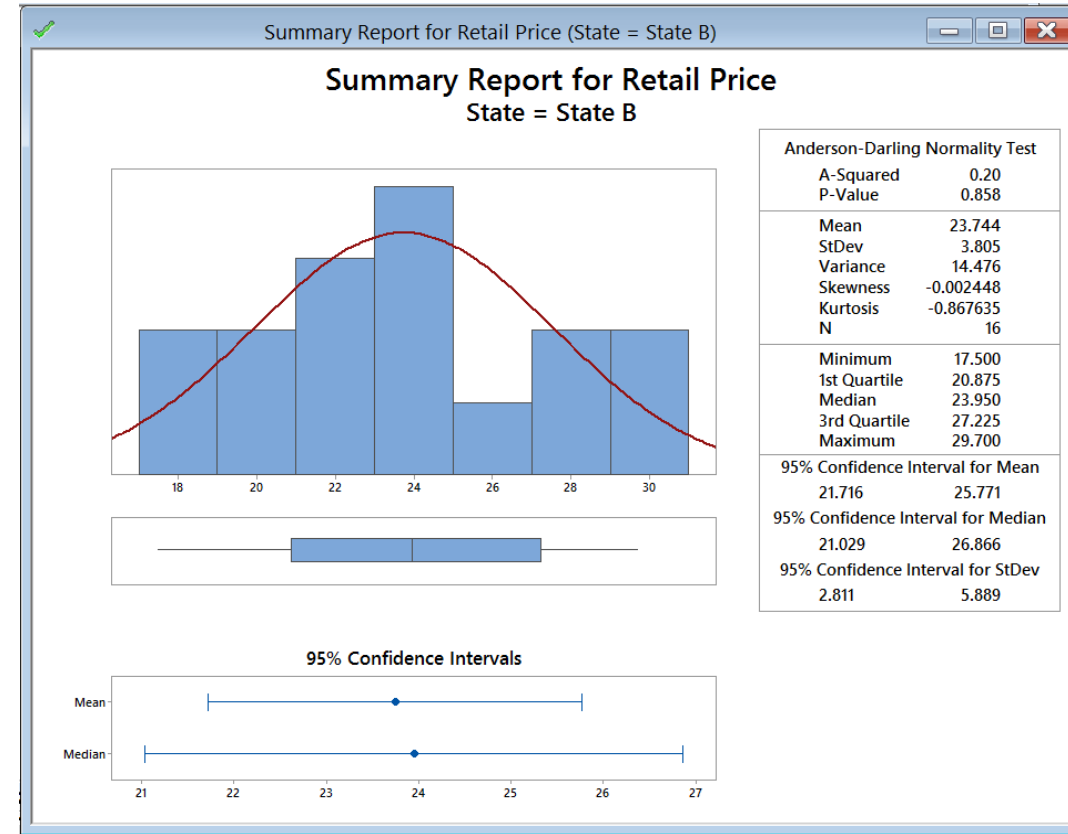 Summary Report for Retail Price (State = State B)
Summary Report for Retail Price
State = State B
18 20 22 24 26 28 30
95% Confidence Intervals
Mean
Median
21 22 23 24 25 26 27
Anderson-Darling Normality Test
A-Squared 0.20
P-Value 0.858
Mean 23.744
StDev 3.805
Variance 14.476
Skewness -0.002448
Kurtosis -0.867635
N 16
Minimum 17.500
1st Quartile 20.875
Median 23.950
3rd Quartile 27.225
Maximum 29.700
95% Confidence Interval for Mean
21.716 25.771
95% Confidence Interval for Median
21.029 26.866
95% Confidence Interval for StDev
2.811 5.889